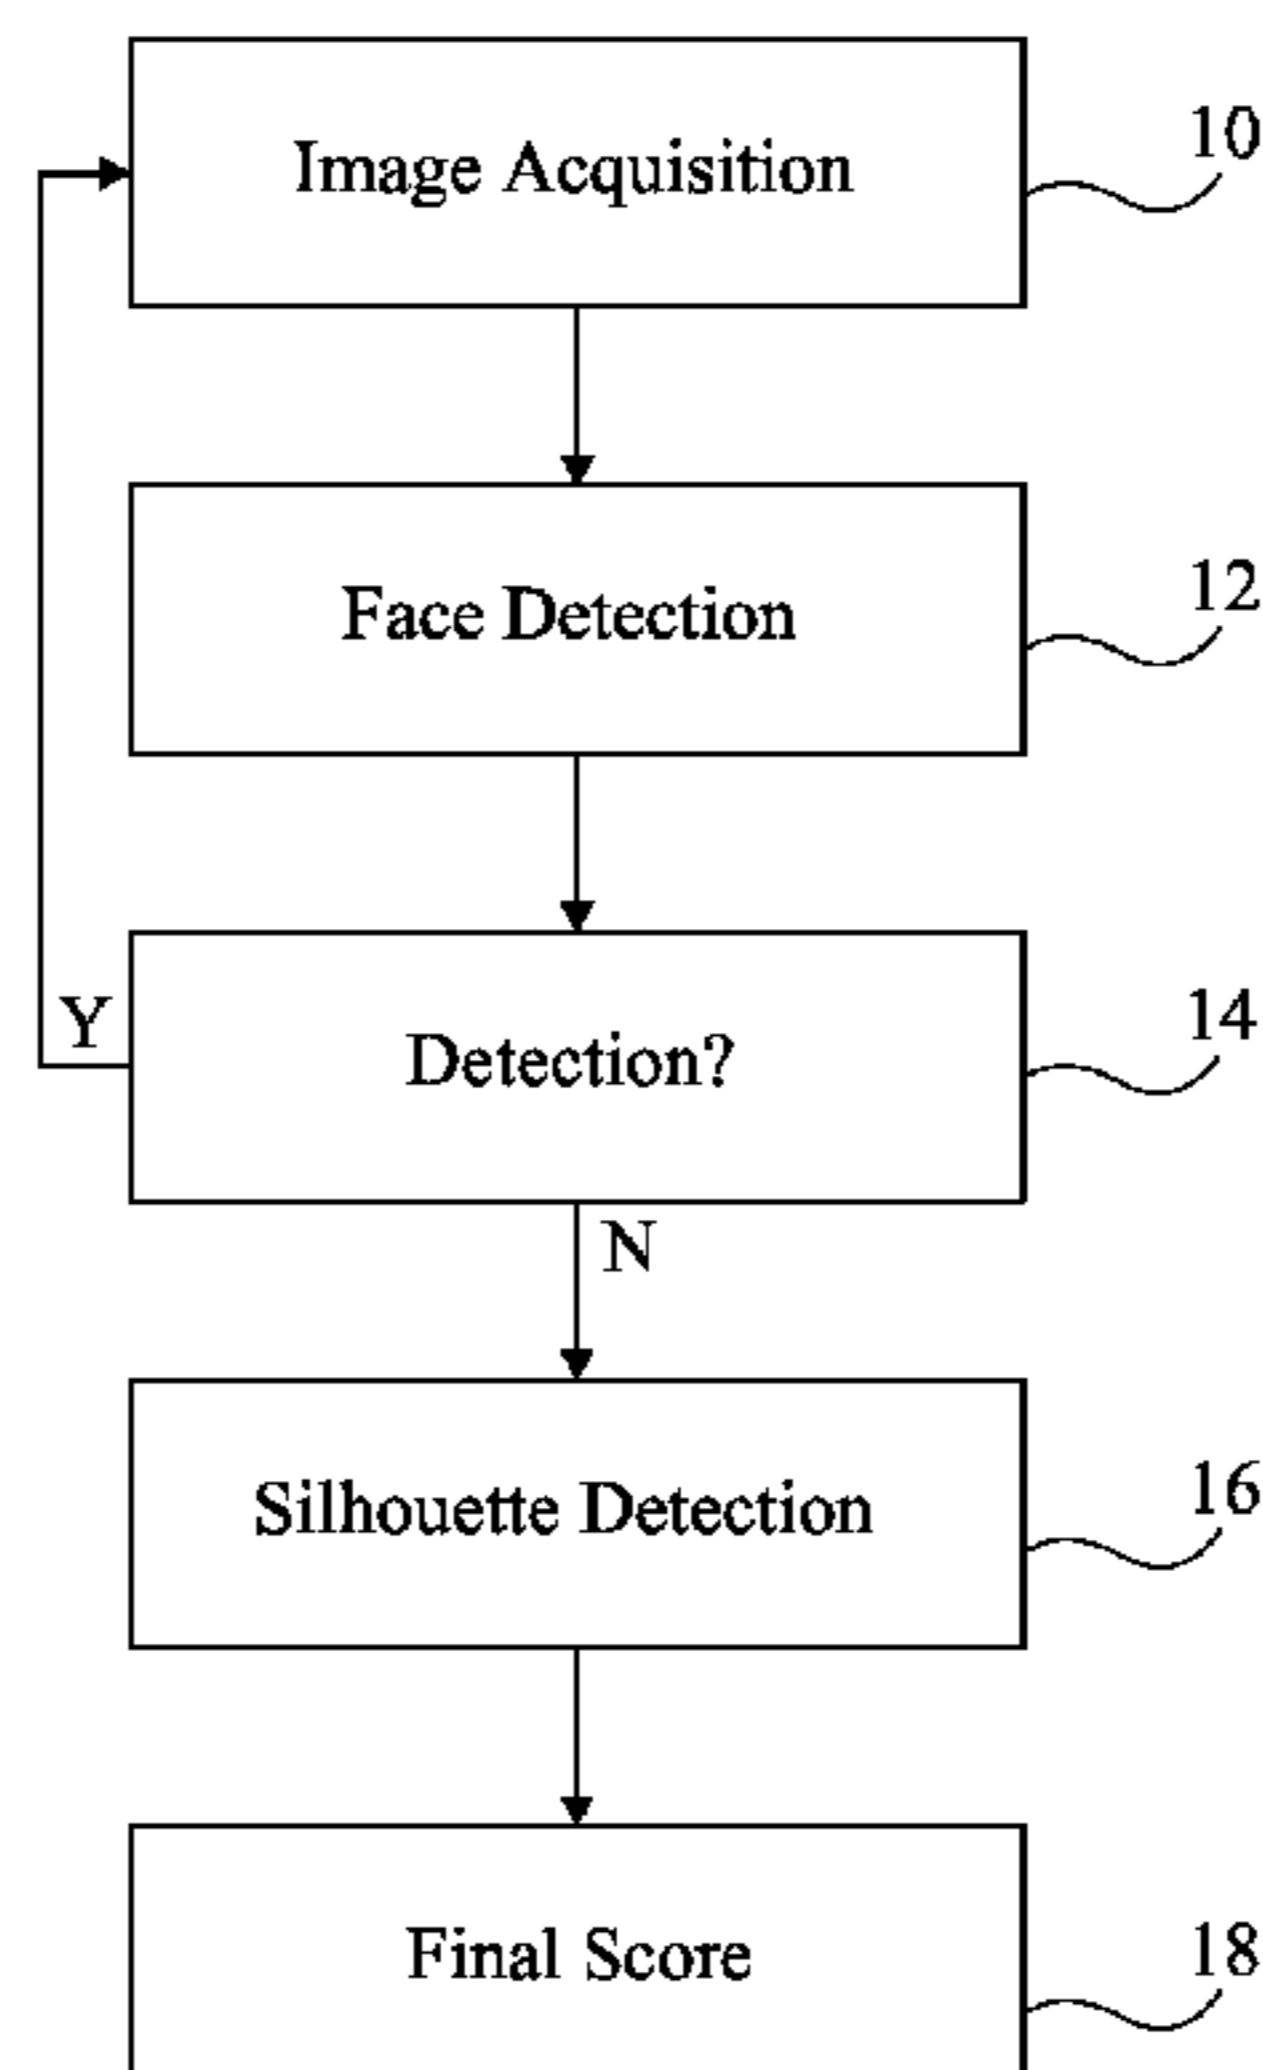 Image Acquisition
10
Face Detection
12
Detection?
14
Y
N
Silhouette Detection
16
Final Score
18